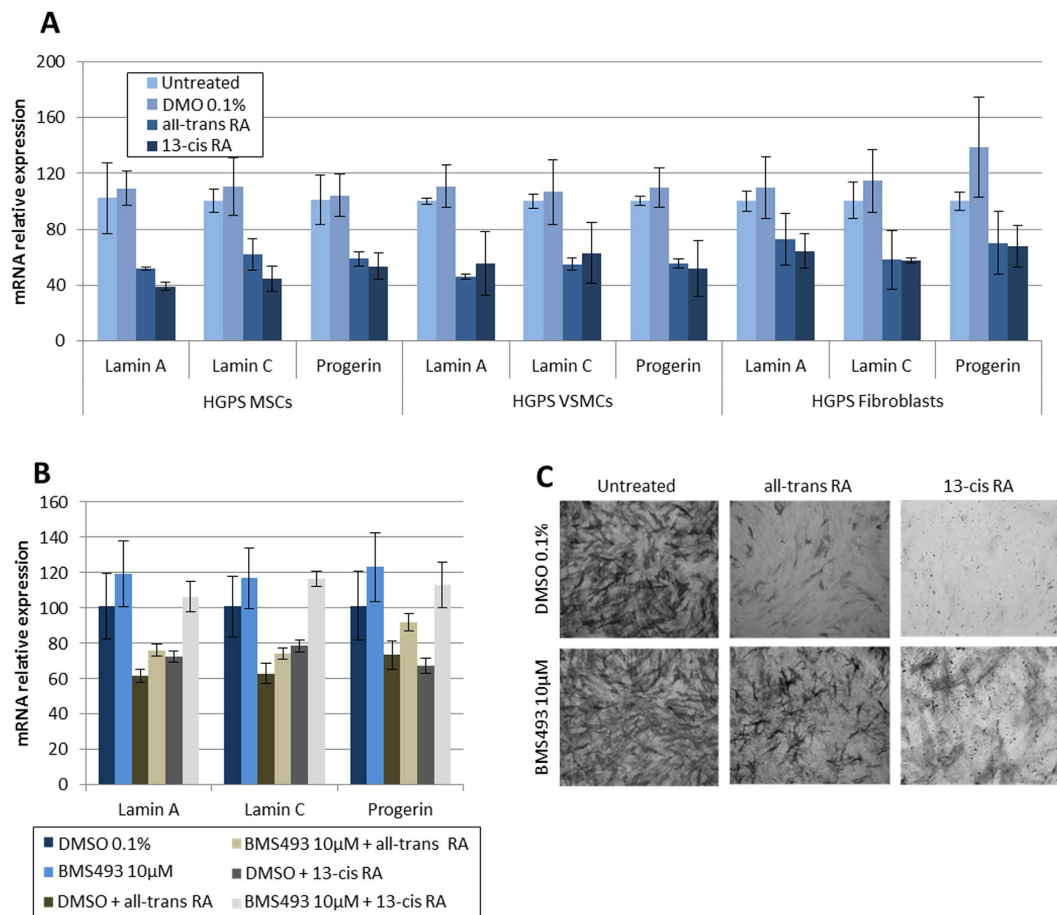 A
mRNA relative expression
200
160
120
80
40
0
Untreated
DMO 0.1%
all-trans RA
13-cis RA
Lamin A Lamin C Progerin Lamin A Lamin C Progerin Lamin A Lamin C Progerin
HGPS MSCs HGPS VSMCs HGPS Fibroblasts
B
mRNA relative expression
160
140
120
100
80
60
40
20
0
Lamin A Lamin C Progerin
DMSO 0.1% BMS493 10µM + all-trans RA
BMS493 10µM DMSO + 13-cis RA
DMSO + all-trans RA BMS493 10µM + 13-cis RA
C
Untreated all-trans RA 13-cis RA
DMSO 0.1%
BMS493 10µM